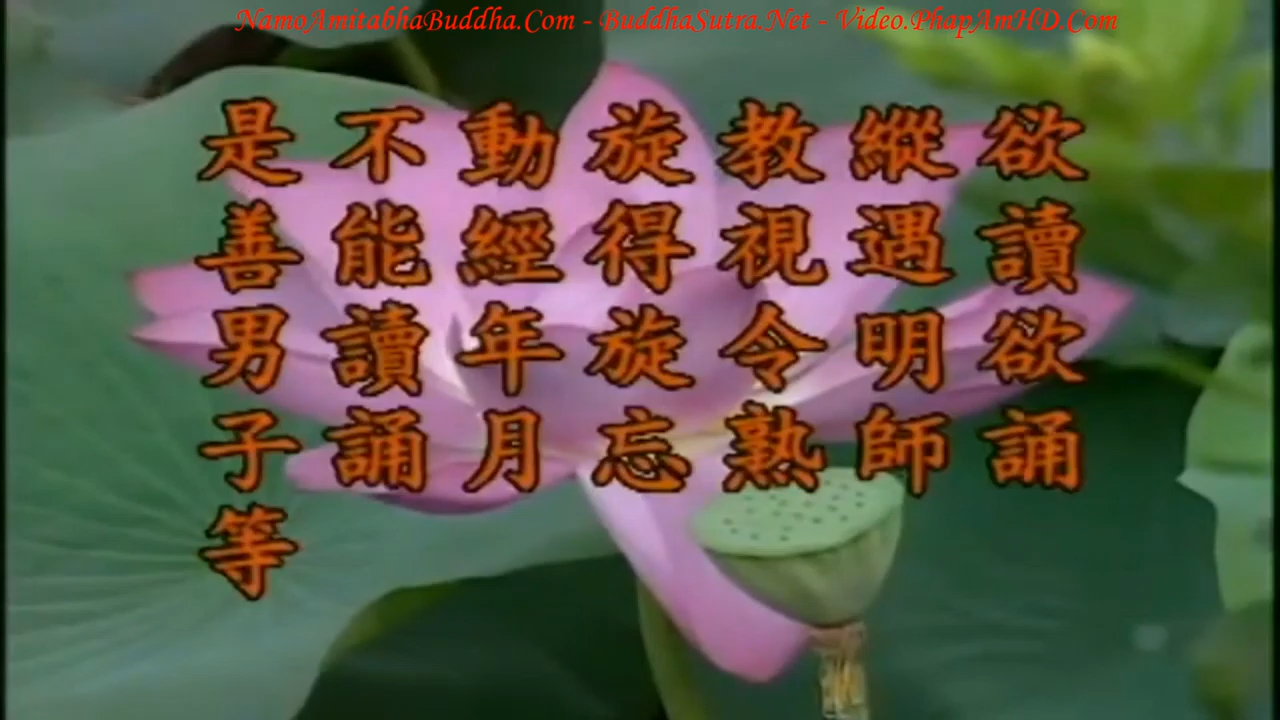 NamoAmitabhaBuddha.Com - BuddhaSutra.Net - Video.PhapAmHD.Com
欲讀欲誦
縱遇明師
教視令熟
旋得旋忘
動經年月
不能讀誦
是善男子等